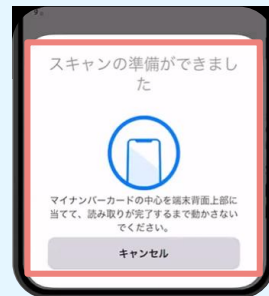 スキャンの準備ができまし
た
マイナンバーカードの中心を端末背面上部に
当てて、読み取りが完了するまで動かさない
でください。
キャンセル